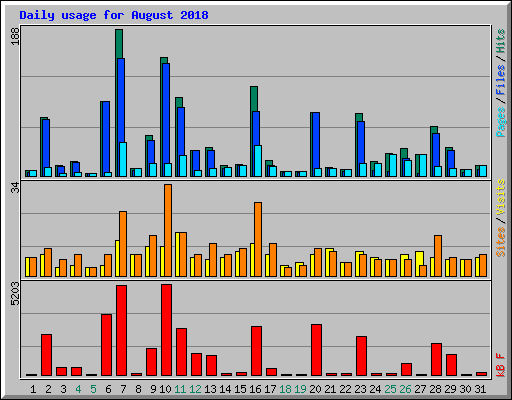 Daily usage for August 2018
188
Pages / Files / Hits
34
Sites / Visits
5203
kB F
1 2 3 4 5 6 7 8 9 10 11 12 13 14 15 16 17 18 19 20 21 22 23 24 25 26 27 28 29 30 31